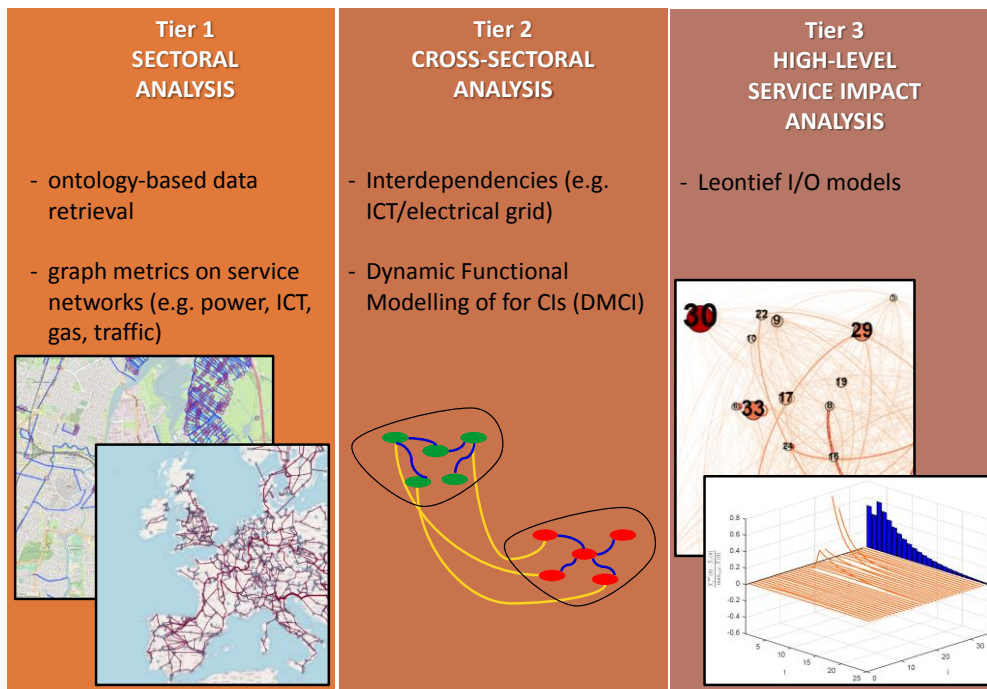 Tier 1
SECTORAL
ANALYSIS
- ontology-based data
retrieval
- graph metrics on service
networks (e.g. power, ICT,
gas, traffic)
Tier 2
CROSS-SECTORAL
ANALYSIS
- Interdependencies (e.g.
ICT/electrical grid)
- Dynamic Functional
Modelling of for CIs (DMCI)
Tier 3
HIGH-LEVEL
SERVICE IMPACT
ANALYSIS
- Leontief I/O models
30
22
9
29
10
19
17
8
33
24
16
0.8
0.6
0.4
0.2
0
-0.2
-0.4
-0.6
5
10
15
20
25
t
0
10
20
30
i